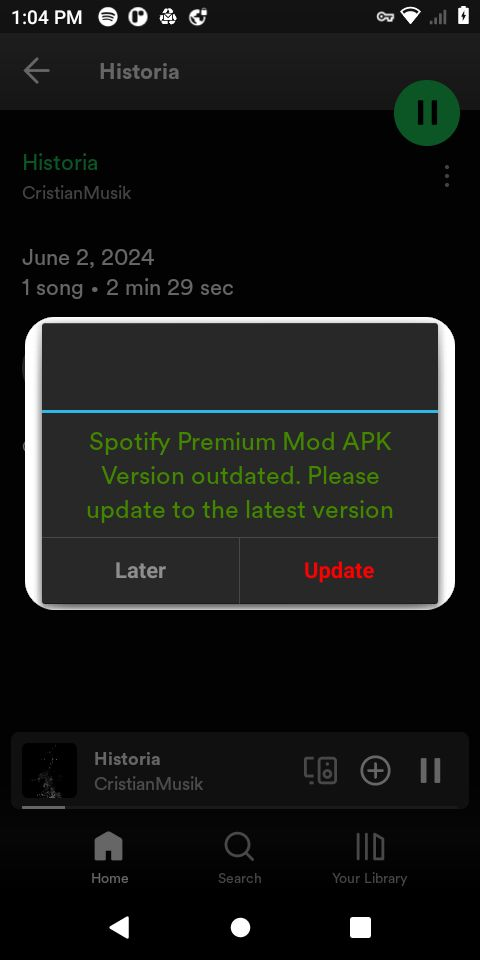 1:04 PM
Historia
Historia
CristianMusik
June 2, 2024
1 song • 2 min 29 sec
Spotify Premium Mod APK
Version outdated. Please
update to the latest version
Later
Update
Historia
CristianMusik
Home
Search
Your Library